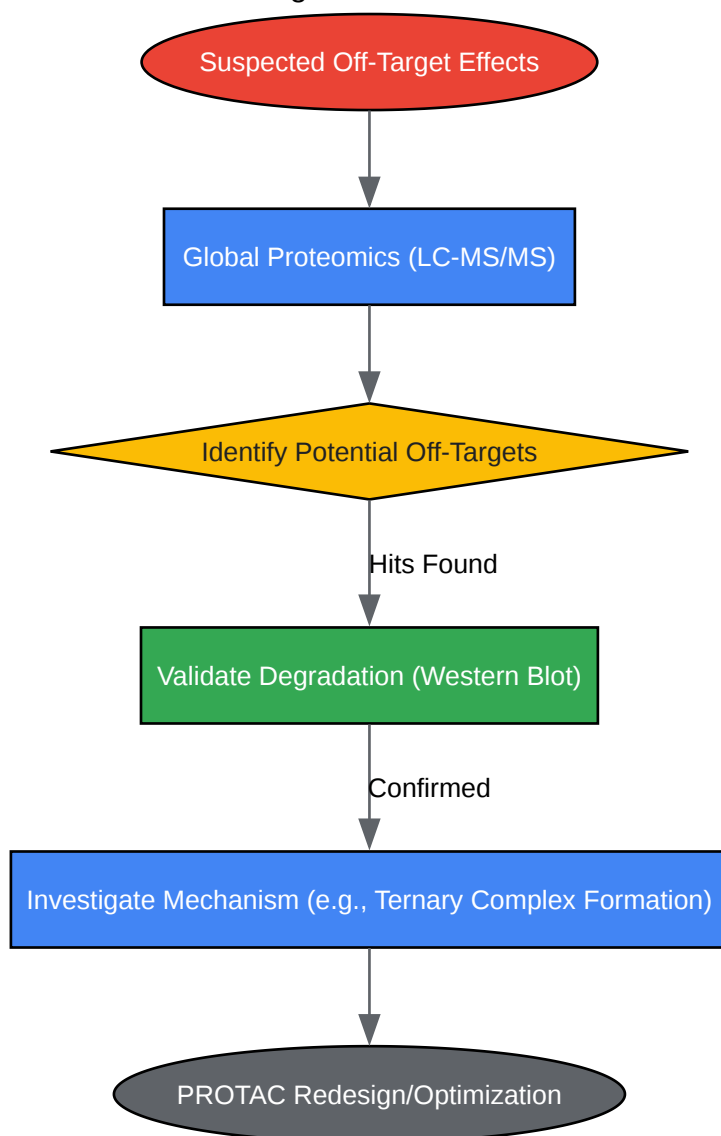 Suspected Off-Target Effects
Global Proteomics (LC-MS/MS)
Identify Potential Off-Targets
Hits Found
Validate Degradation (Western Blot)
Confirmed
Investigate Mechanism (e.g., Ternary Complex Formation)
PROTAC Redesign/Optimization